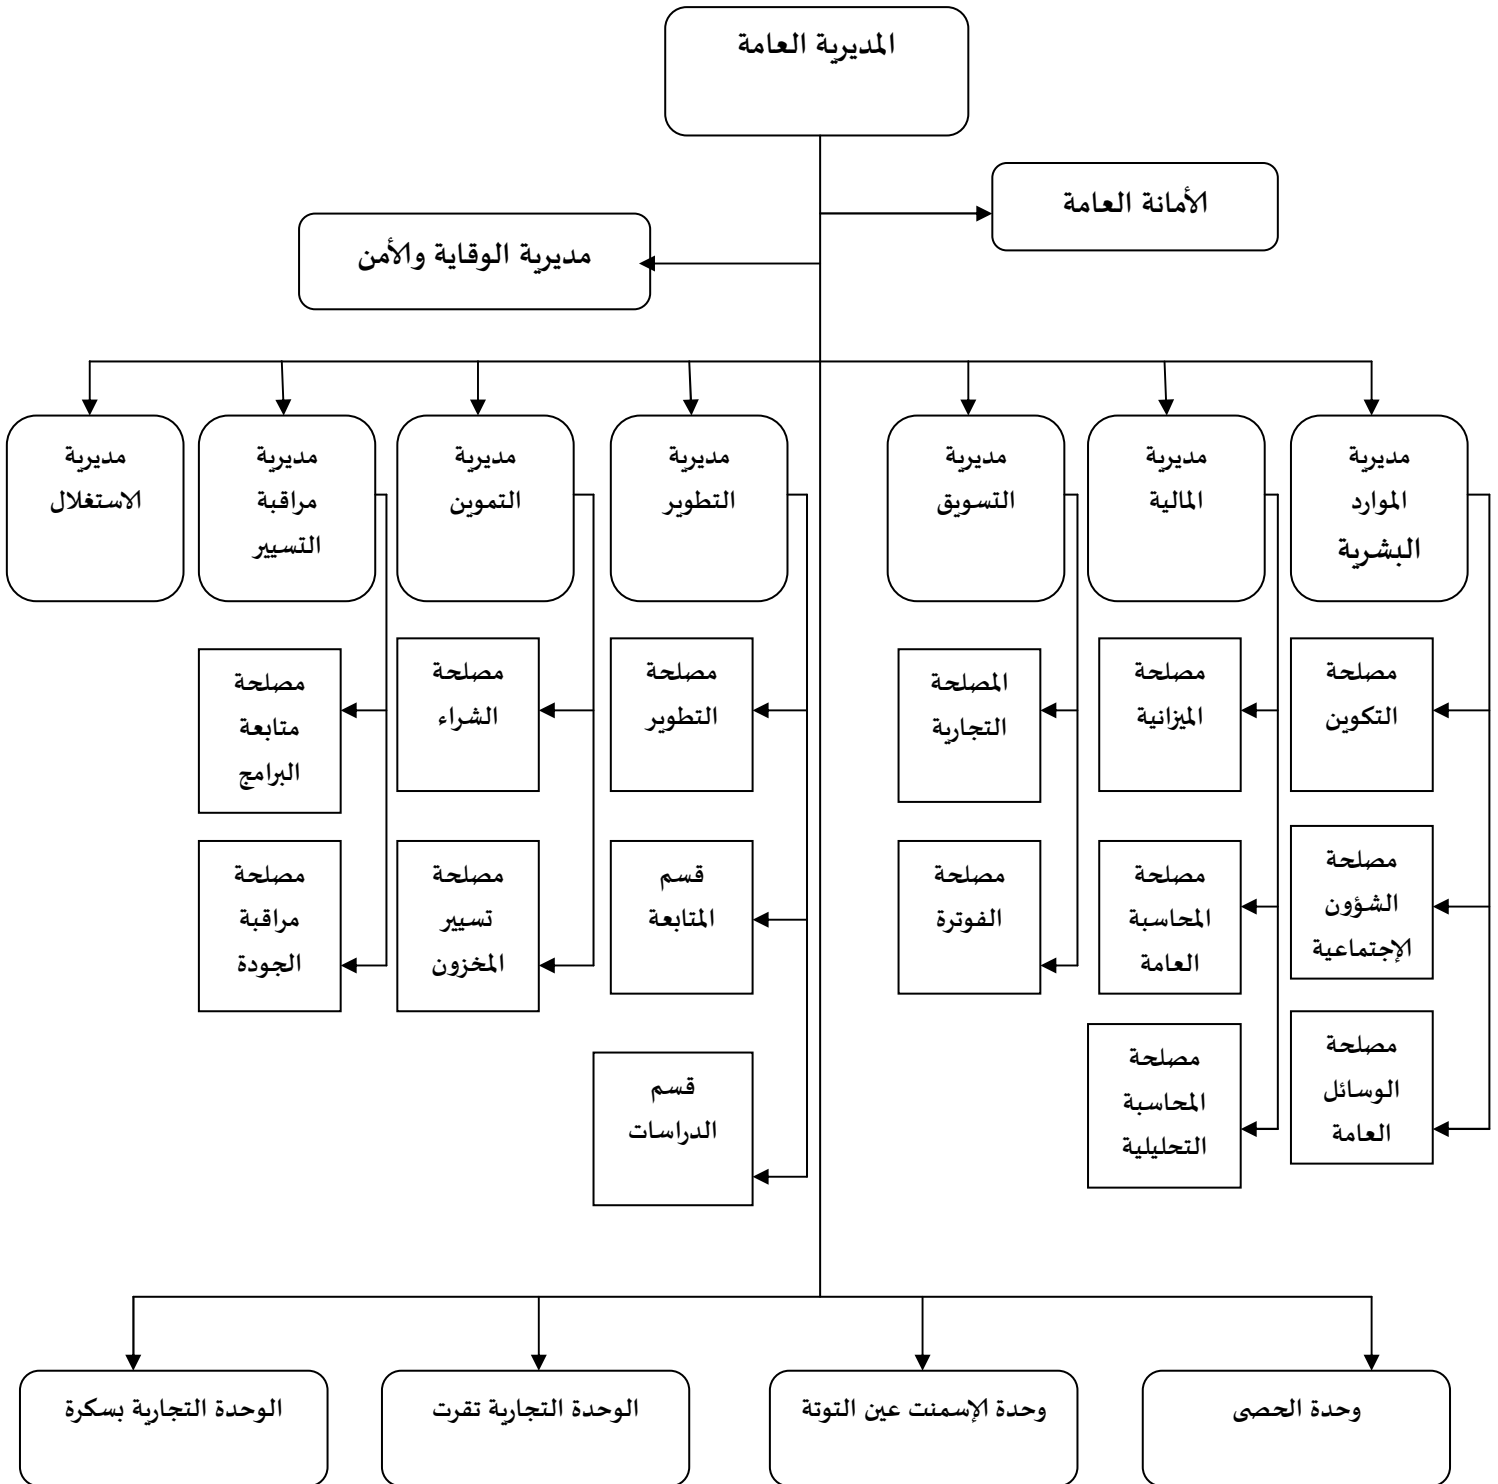 المديرية العامة
الأمانة العامة
مديرية الوقاية والأمن
مديرية
الموارد
البشرية
مديرية
المالية
مديرية
التسويق
مديرية
التطوير
مديرية
التموين
مديرية
مراقبة
التسيير
مديرية
الاستغلال
مصلحة
التكوين
مصلحة
الميزانية
المصلحة
التجارية
مصلحة
التطوير
مصلحة
الشراء
مصلحة
متابعة
البرامج
مصلحة
الشؤون
الإجتماعية
مصلحة
المحاسبة
العامة
مصلحة
الفوترة
قسم
المتابعة
مصلحة
تسيير
المخزون
مصلحة
مراقبة
الجودة
مصلحة
الوسائل
العامة
مصلحة
المحاسبة
التحليلية
قسم
الدراسات
وحدة الحصى
وحدة الإسمنت عين التوتة
الوحدة التجارية تقرت
الوحدة التجارية بسكرة